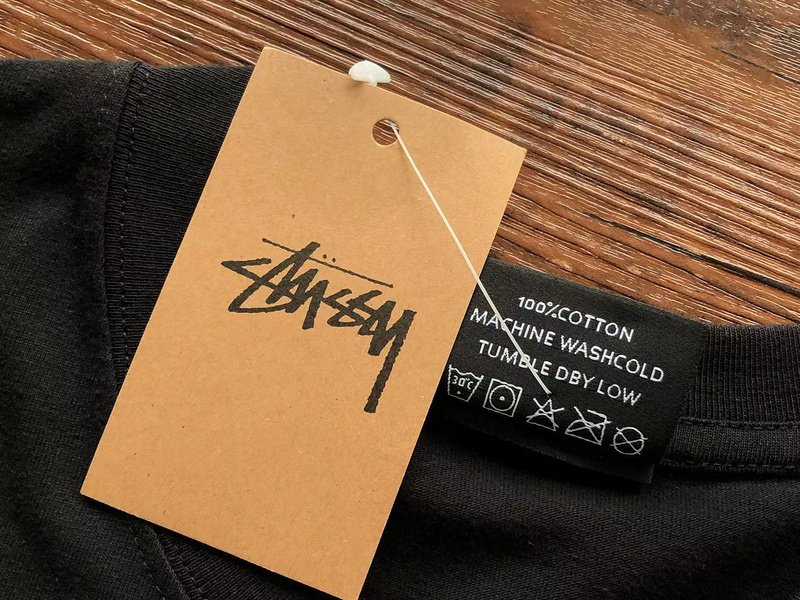 Stüssy
100%COTTON
MACHINE WASHCOLD
TUMBLE DBY LOW
30°C